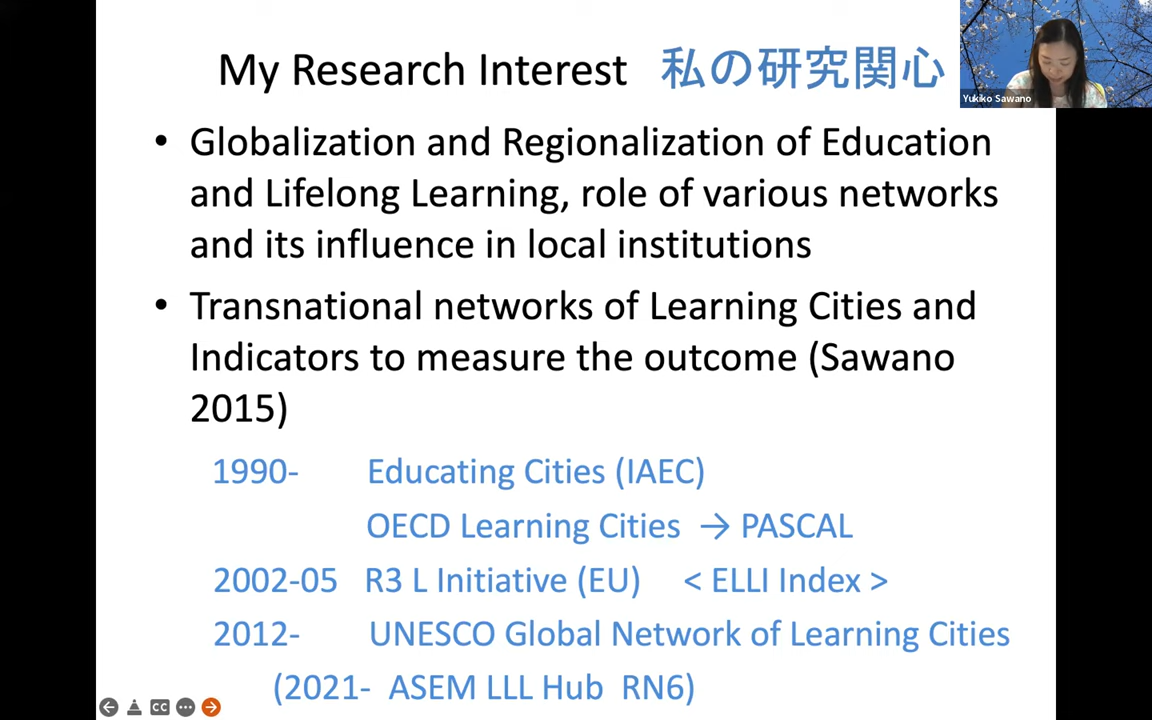 My Research Interest 私の研究関心
Yukiko Sawano
• Globalization and Regionalization of Education
and Lifelong Learning, role of various networks
and its influence in local institutions
• Transnational networks of Learning Cities and
Indicators to measure the outcome (Sawano
2015)
1990- Educating Cities (IAEC)
OECD Learning Cities → PASCAL
2002-05 R3 L Initiative (EU) < ELLI Index >
2012- UNESCO Global Network of Learning Cities
(2021- ASEM LLL Hub RN6)
CC